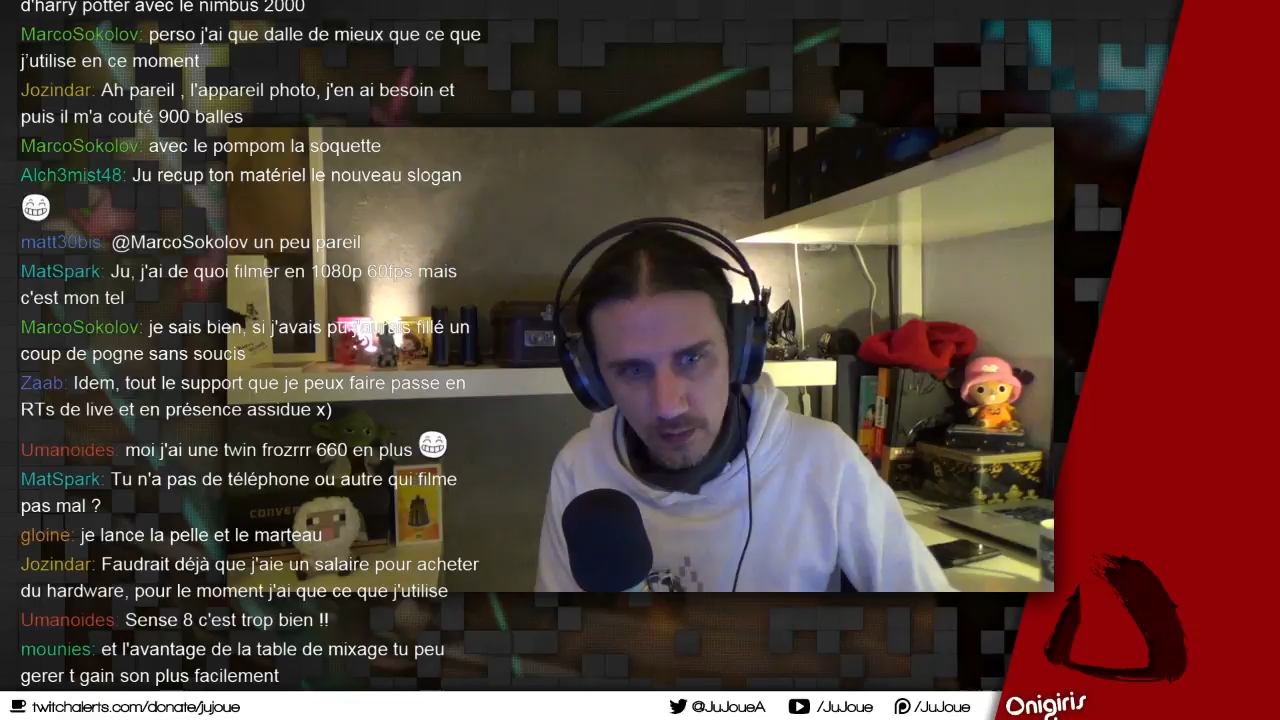 d'harry potter avec le nimbus 2000
MarcoSokolov: perso j'ai que dalle de mieux que ce que
j'utilise en ce moment
Jozindar: Ah pareil , l'appareil photo, j'en ai besoin et
puis il m'a couté 900 balles
MarcoSokolov: avec le pompom la soquette
Alch3mist48: Ju recup ton matériel le nouveau slogan
matt30bis: @MarcoSokolov un peu pareil
MatSpark: Ju, j'ai de quoi filmer en 1080p 60fps mais
c'est mon tel
MarcoSokolov: je sais bien, si j'avais pu j'aurais fillé un
coup de pogne sans soucis
Zaab: Idem, tout le support que je peux faire passe en
RTs de live et en présence assidue x)
Umanoides: moi j'ai une twin frozrrr 660 en plus
MatSpark: Tu n'a pas de téléphone ou autre qui filme
pas mal ?
gloine: je lance la pelle et le marteau
CONVER
Jozindar: Faudrait déjà que j'aie un salaire pour acheter
du hardware, pour le moment j'ai que ce que j'utilise
Umanoides: Sense 8 c'est trop bien !!
mounies: et l'avantage de la table de mixage tu peu
gerer t gain son plus facilement
twitchalerts.com/donate/jujoue
@JuJoueA
/JuJoue
/JuJoue
Onigiris